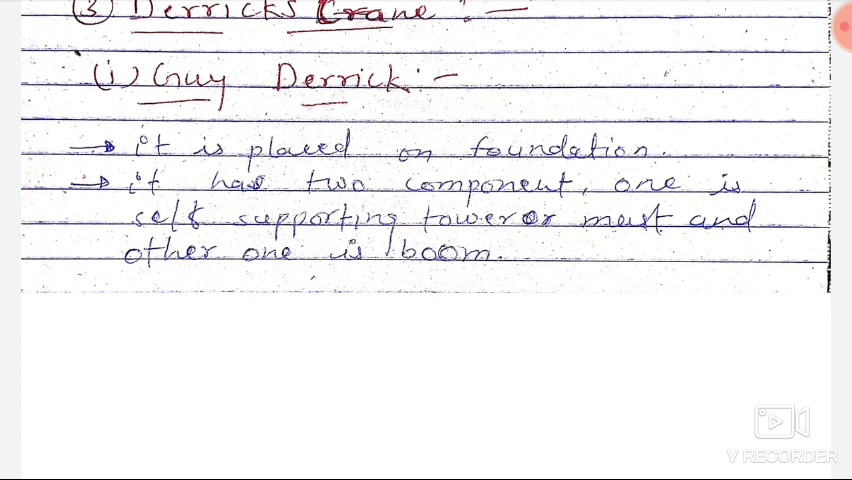 ③ Derricks Crane :—
(i) Guy Derrick :—
→ it is placed on foundation.
→ it has two component, one is
self supporting tower or mast and
other one is boom.
V RECORDER